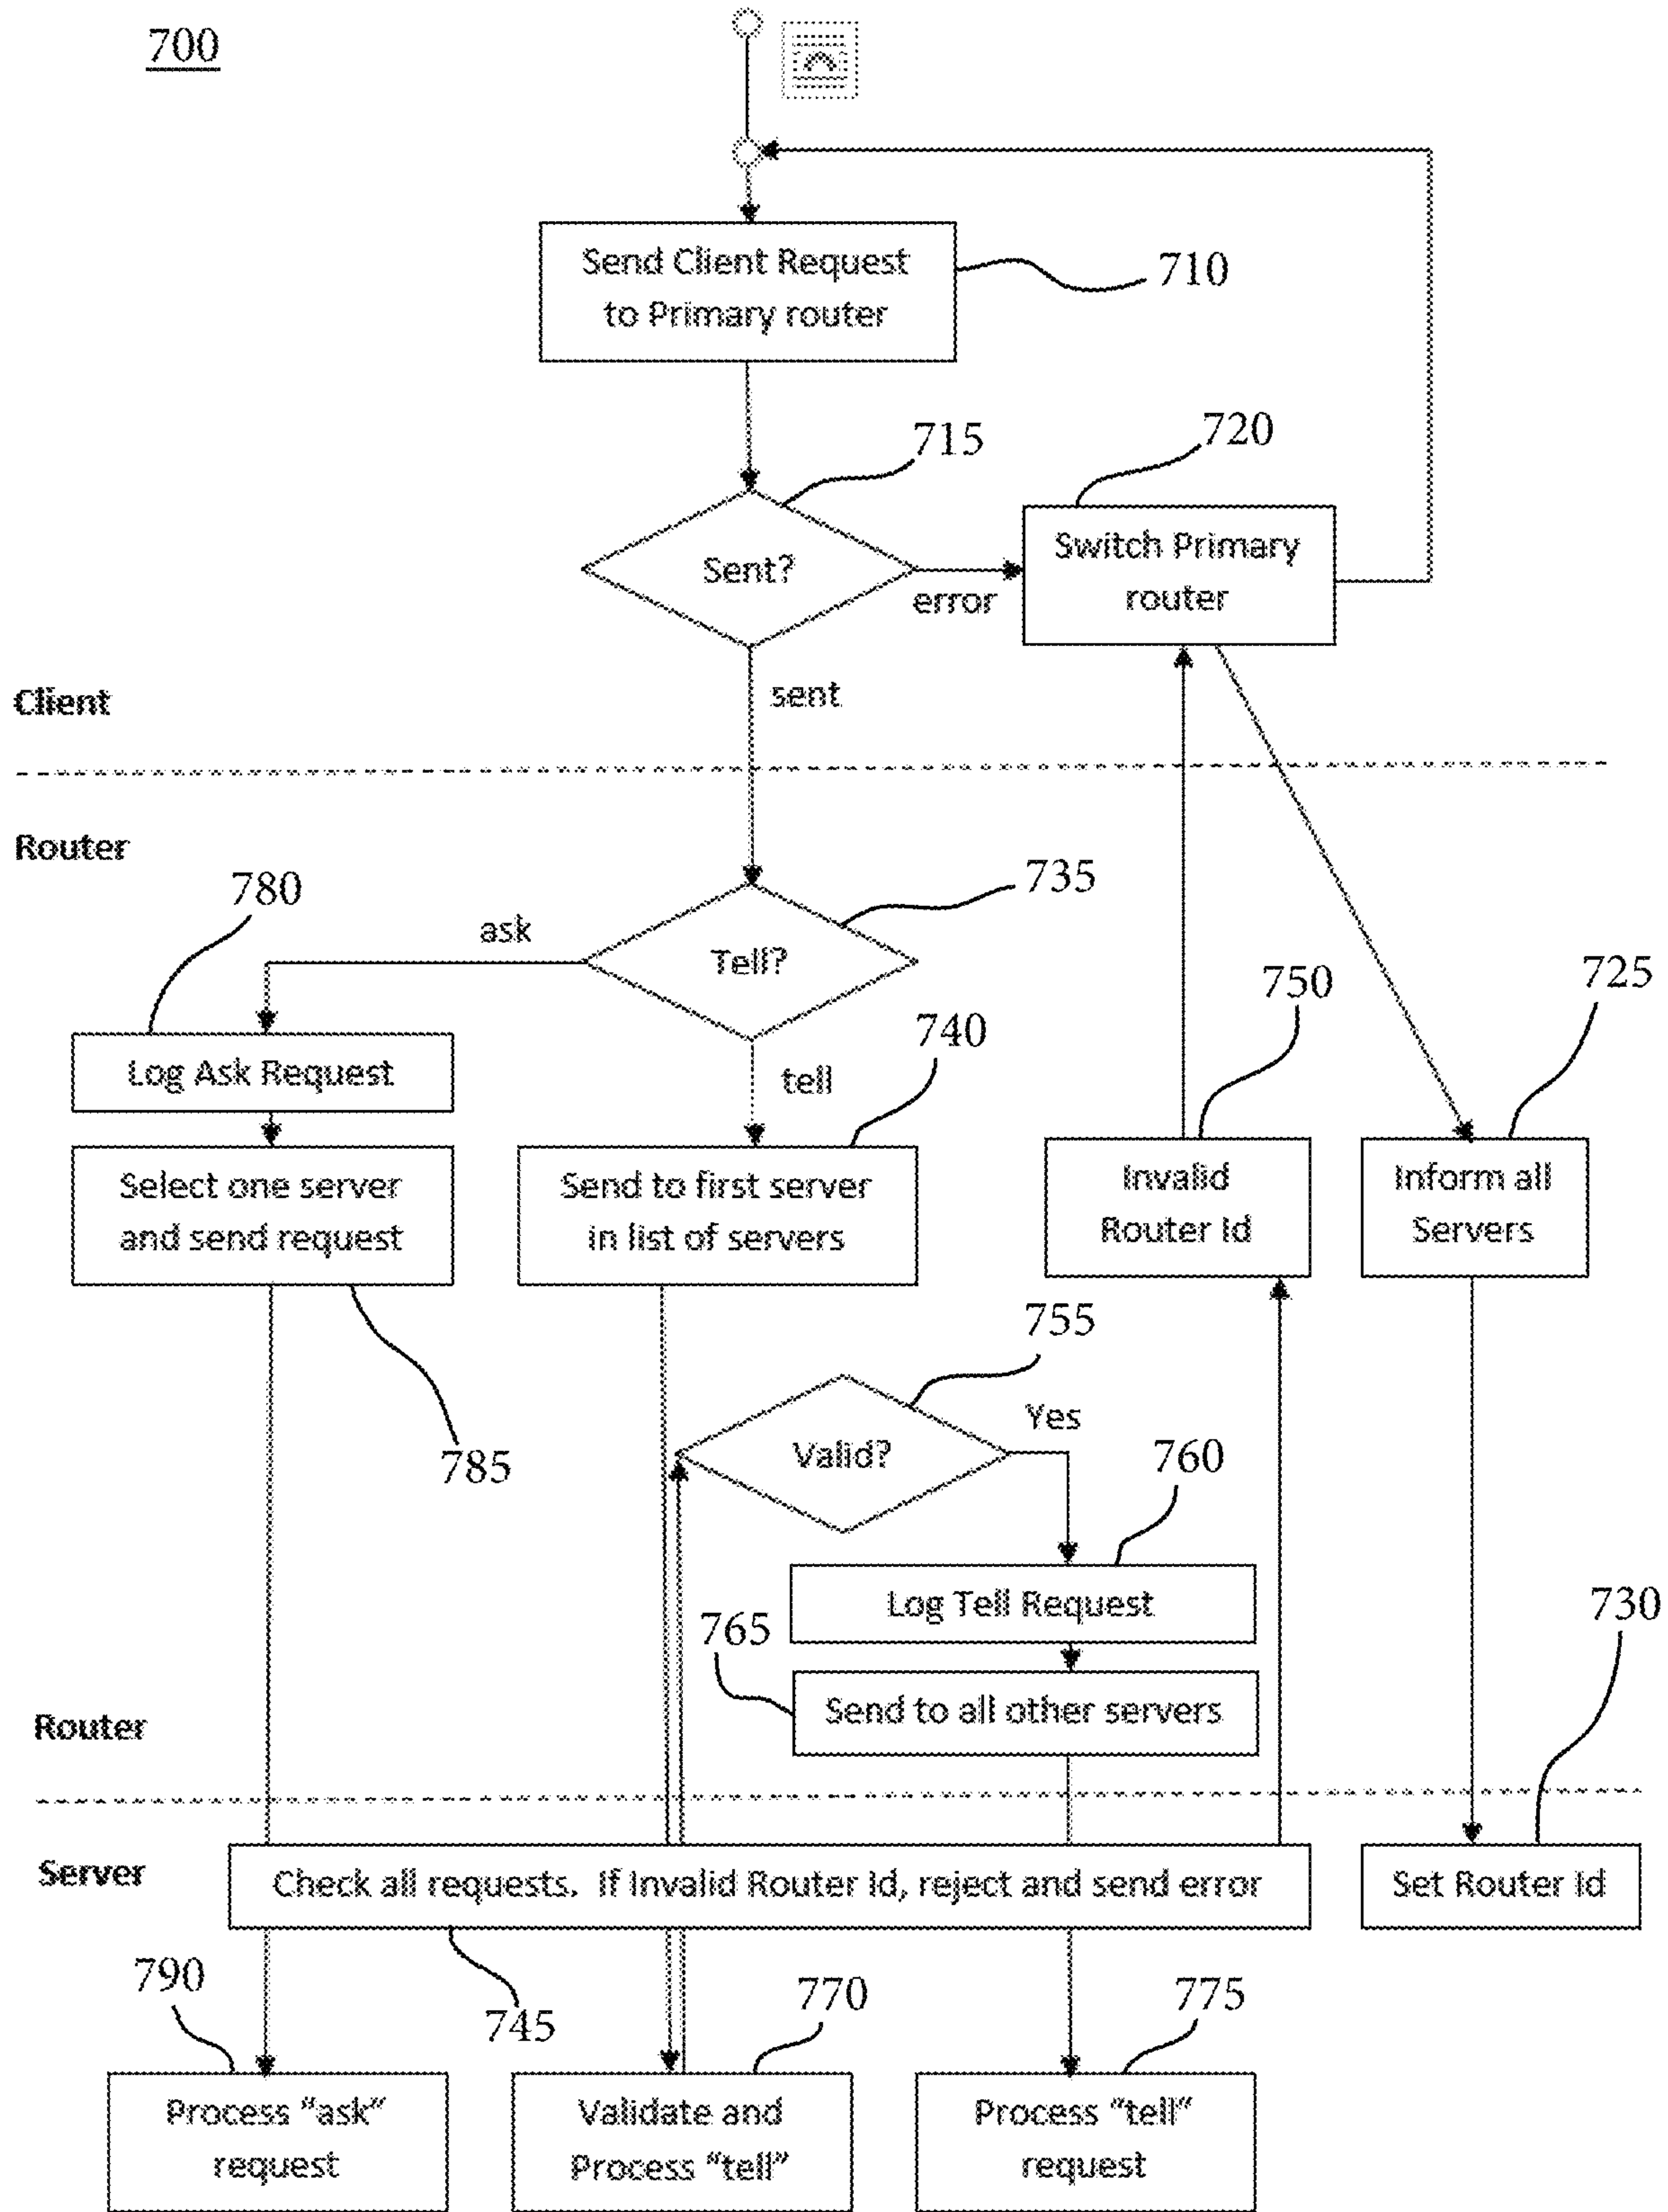 700
Send Client Request
to Primary router
710
715
720
Sent?
error
Switch Primary
router
sent
Client
Router
780
ask
735
Tell?
750
725
740
Log Ask Request
tell
Select one server
and send request
Send to first server
in list of servers
Invalid
Router Id
Inform all
Servers
755
Yes
Valid?
785
760
Log Tell Request
730
765
Send to all other servers
Router
Server
Check all requests. If Invalid Router Id, reject and send error
Set Router Id
790
745
770
775
Process “ask”
request
Validate and
Process “tell”
Process “tell”
request